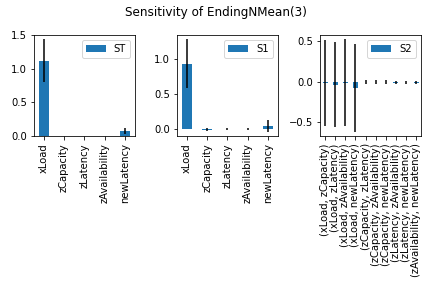 Sensitivity of EndingNMean(3)
1.5
1.0
0.5
0.0
ST
xLoad
zCapacity
zLatency
zAvailability
newLatency
1.0
0.5
0.0
S1
xLoad
zCapacity
zLatency
zAvailability
newLatency
0.5
0.0
−0.5
S2
(xLoad, zCapacity)
(xLoad, zLatency)
(xLoad, zAvailability)
(xLoad, newLatency)
(zCapacity, zLatency)
(zCapacity, zAvailability)
(zCapacity, newLatency)
(zLatency, zAvailability)
(zLatency, newLatency)
(zAvailability, newLatency)